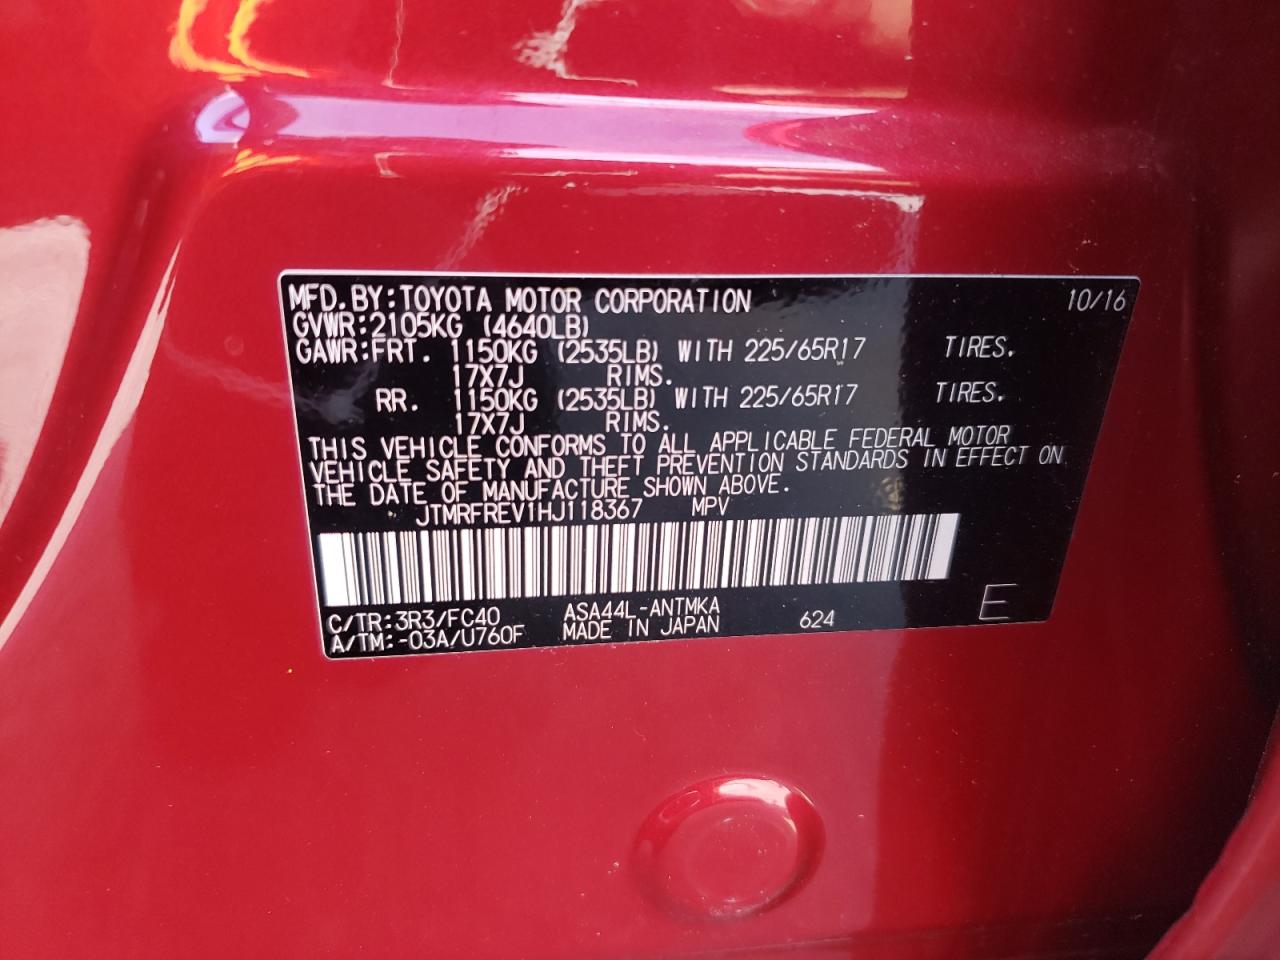 MFD.BY:TOYOTA MOTOR CORPORATION 10/16
GVWR:2105KG (4640LB)
GAWR:FRT. 1150KG (2535LB) WITH 225/65R17 TIRES.
17X7J RIMS.
RR. 1150KG (2535LB) WITH 225/65R17 TIRES.
17X7J RIMS.
THIS VEHICLE CONFORMS TO ALL APPLICABLE FEDERAL MOTOR
VEHICLE SAFETY AND THEFT PREVENTION STANDARDS IN EFFECT ON
THE DATE OF MANUFACTURE SHOWN ABOVE.
JTMRFREV1HJ118367 MPV
C/TR:3R3/FC40 ASA44L-ANTMKA 624 E
A/TM:-03A/U760F MADE IN JAPAN